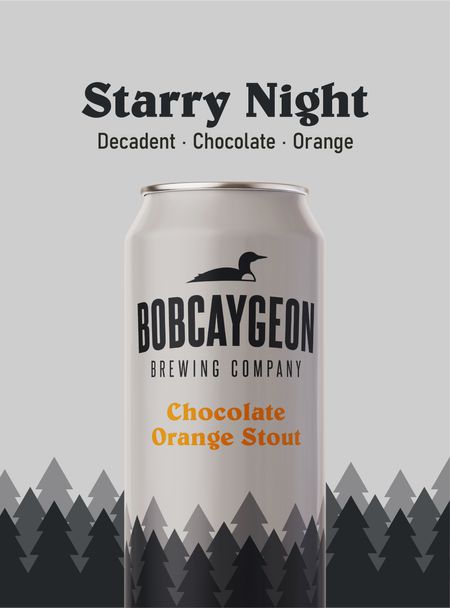 Starry Night
Decadent · Chocolate · Orange
BOBCAYGEON
BREWING COMPANY
Chocolate
Orange Stout